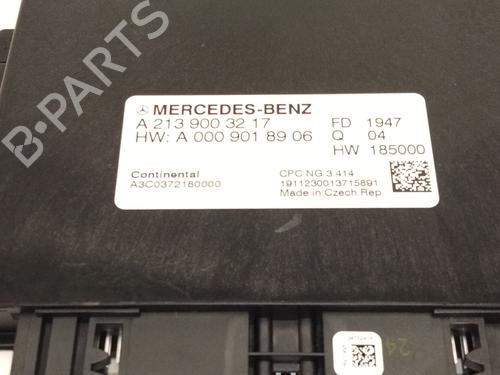 B-PARTS
MERCEDES-BENZ
A 213 900 32 17 FD 1947
HW: A 000 901 89 06 Q 04
HW 185000
Continental CPC NG 3.414
A3C0372180000 1911230013715891
Made in Czech Rep
24